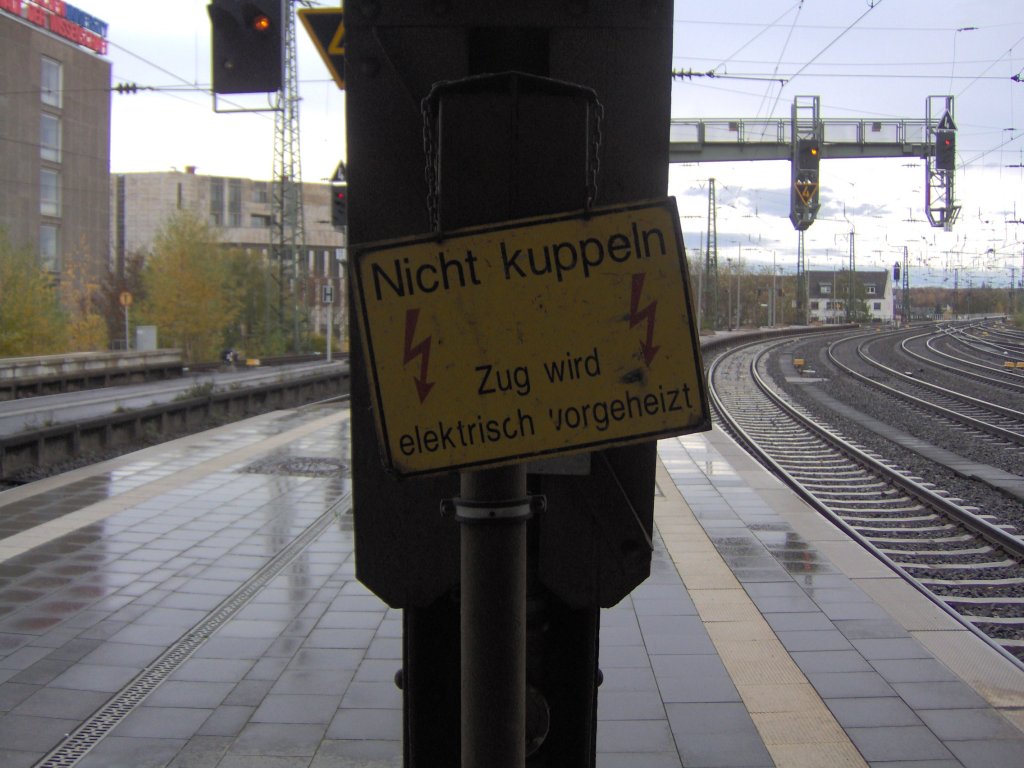 Nicht kuppeln
Zug wird
elektrisch vorgeheizt